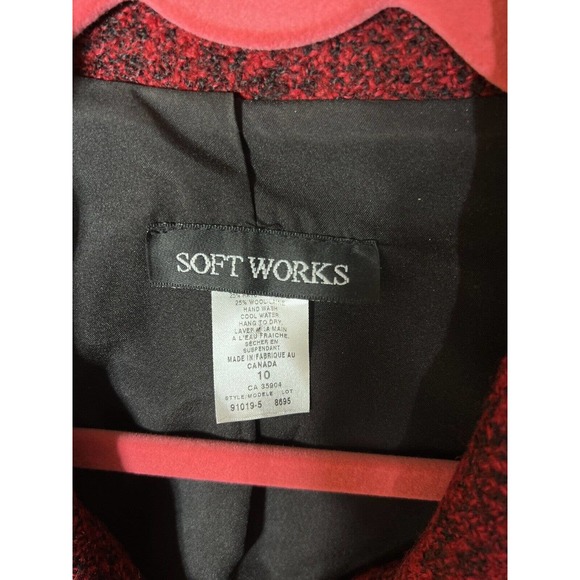 SOFT WORKS
25% WOOL/LAINE
HAND WASH
COOL WATER
HANG TO DRY
LAVER A LA MAIN
A L'EAU FRAICHE,
SECHER EN
SUSPENDANT
MADE IN/FABRIQUE AU
CANADA
10
CA 35904
STYLE/MODELE LOT
91019-5 8695